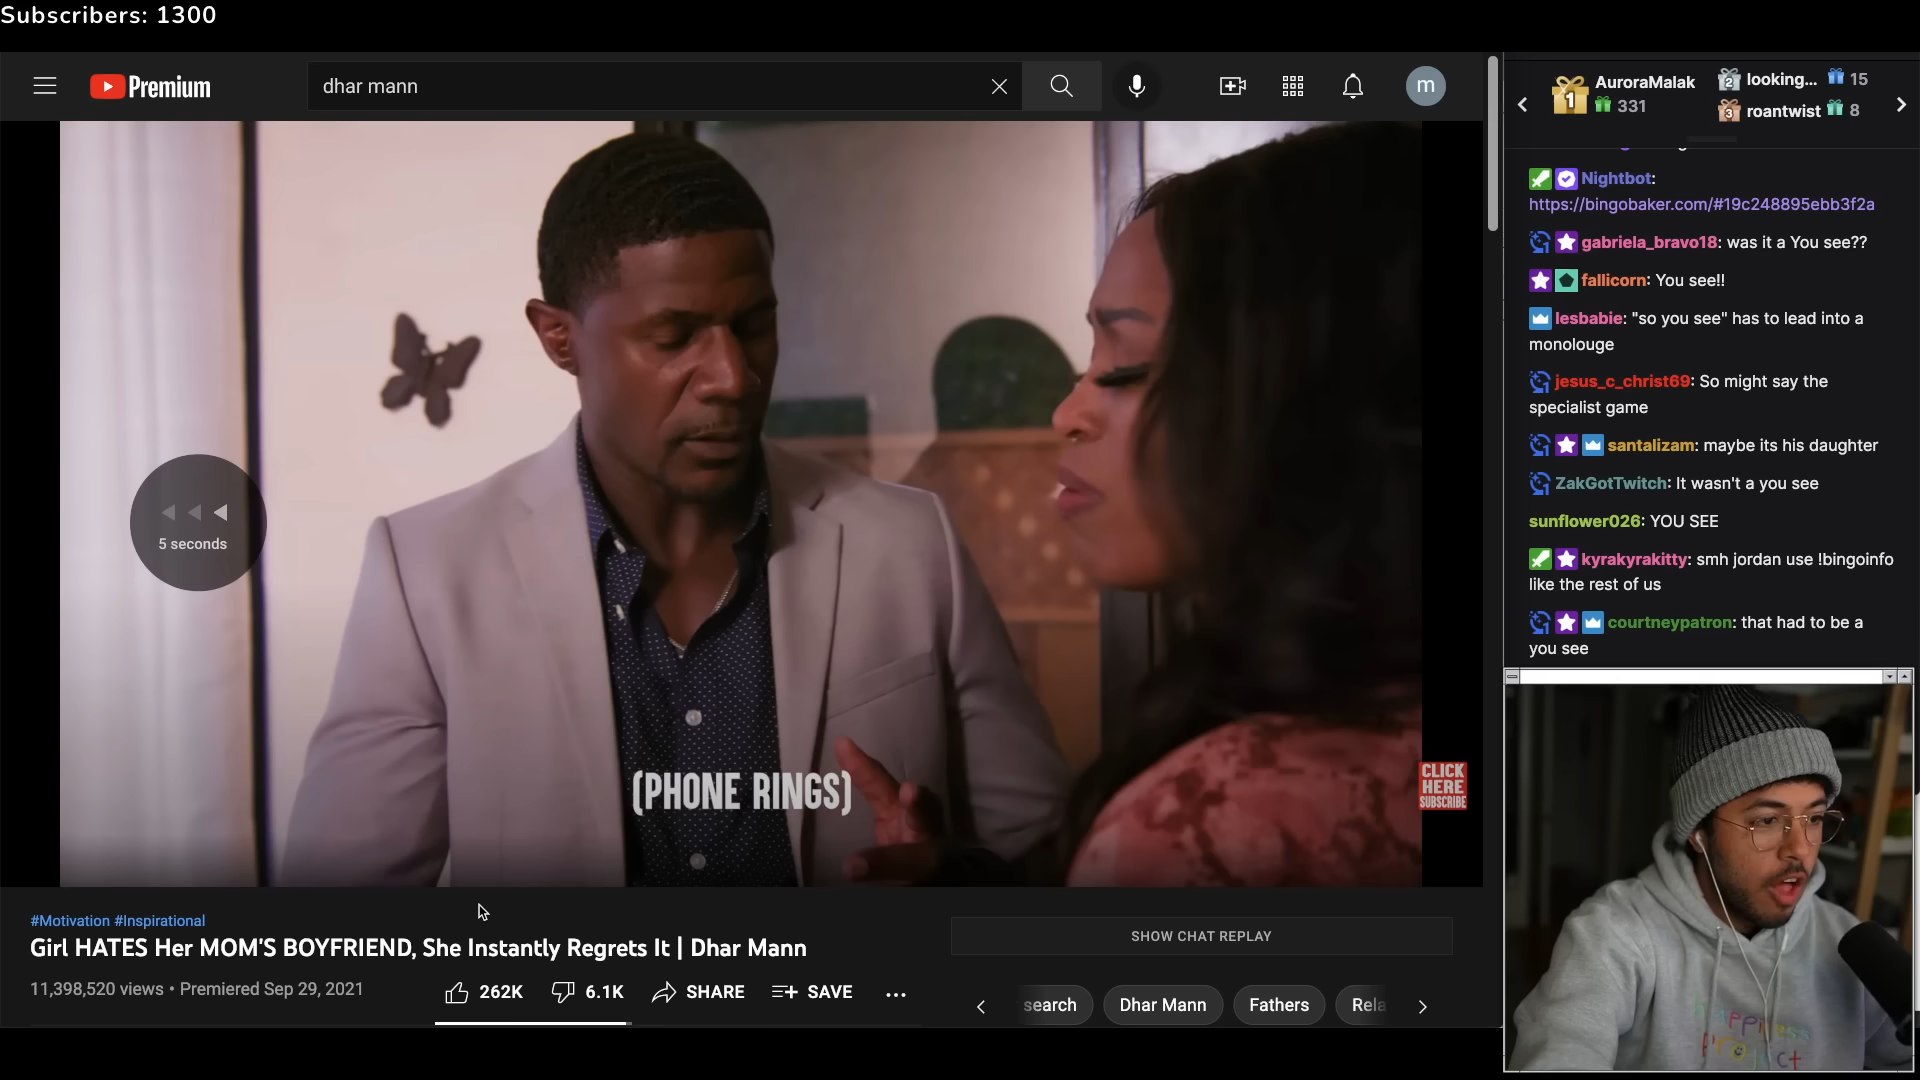 Subscribers: 1300
Premium
dhar mann
m
1
AuroraMalak
331
2
looking...
15
3
roantwist
8
Nightbot:
https://bingobaker.com/#19c248895ebb3f2a
gabriela_bravo18: was it a You see??
fallicorn: You see!!
lesbabie: "so you see" has to lead into a
monolouge
jesus_c_christ69: So might say the
specialist game
santalizam: maybe its his daughter
ZakGotTwitch: It wasn't a you see
sunflower026: YOU SEE
kyrakyrakitty: smh jordan use !bingoinfo
like the rest of us
courtneypatron: that had to be a
you see
5 seconds
(PHONE RINGS)
CLICK
HERE
SUBSCRIBE
#Motivation #Inspirational
Girl HATES Her MOM'S BOYFRIEND, She Instantly Regrets It | Dhar Mann
11,398,520 views • Premiered Sep 29, 2021
262K
6.1K
SHARE
SAVE
SHOW CHAT REPLAY
search
Dhar Mann
Fathers
Rela
happiness
project